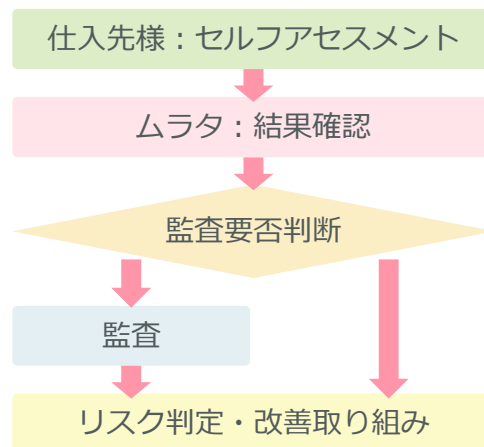 仕入先様：セルフアセスメント
ムラタ：結果確認
監査要否判断
監査
リスク判定・改善取り組み